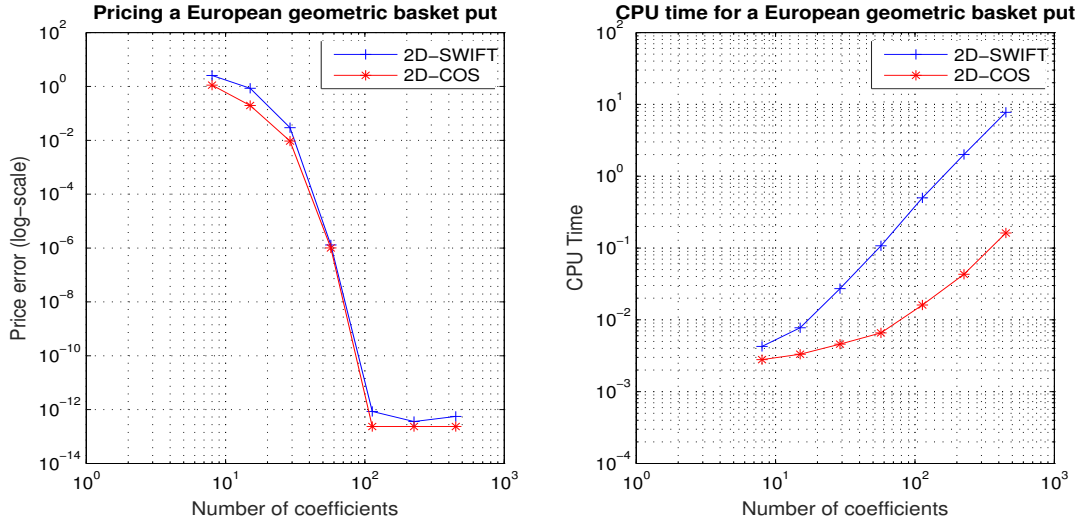 Pricing a European geometric basket put
10^2
10^0
10^-2
10^-4
10^-6
10^-8
10^-10
10^-12
10^-14
Price error (log-scale)
10^0
10^1
10^2
10^3
Number of coefficients
2D-SWIFT
2D-COS
CPU time for a European geometric basket put
10^2
10^1
10^0
10^-1
10^-2
10^-3
10^-4
CPU Time
10^0
10^1
10^2
10^3
Number of coefficients
2D-SWIFT
2D-COS